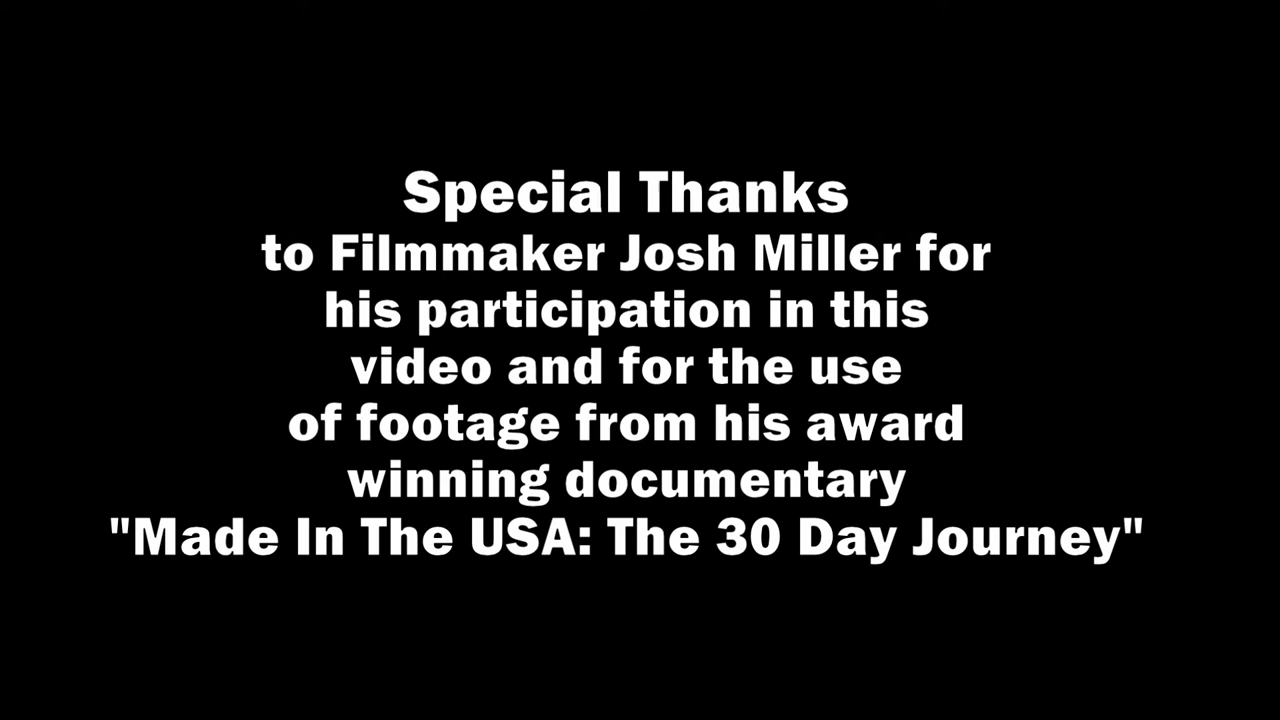 Special Thanks
to Filmmaker Josh Miller for
his participation in this
video and for the use
of footage from his award
winning documentary
"Made In The USA: The 30 Day Journey"